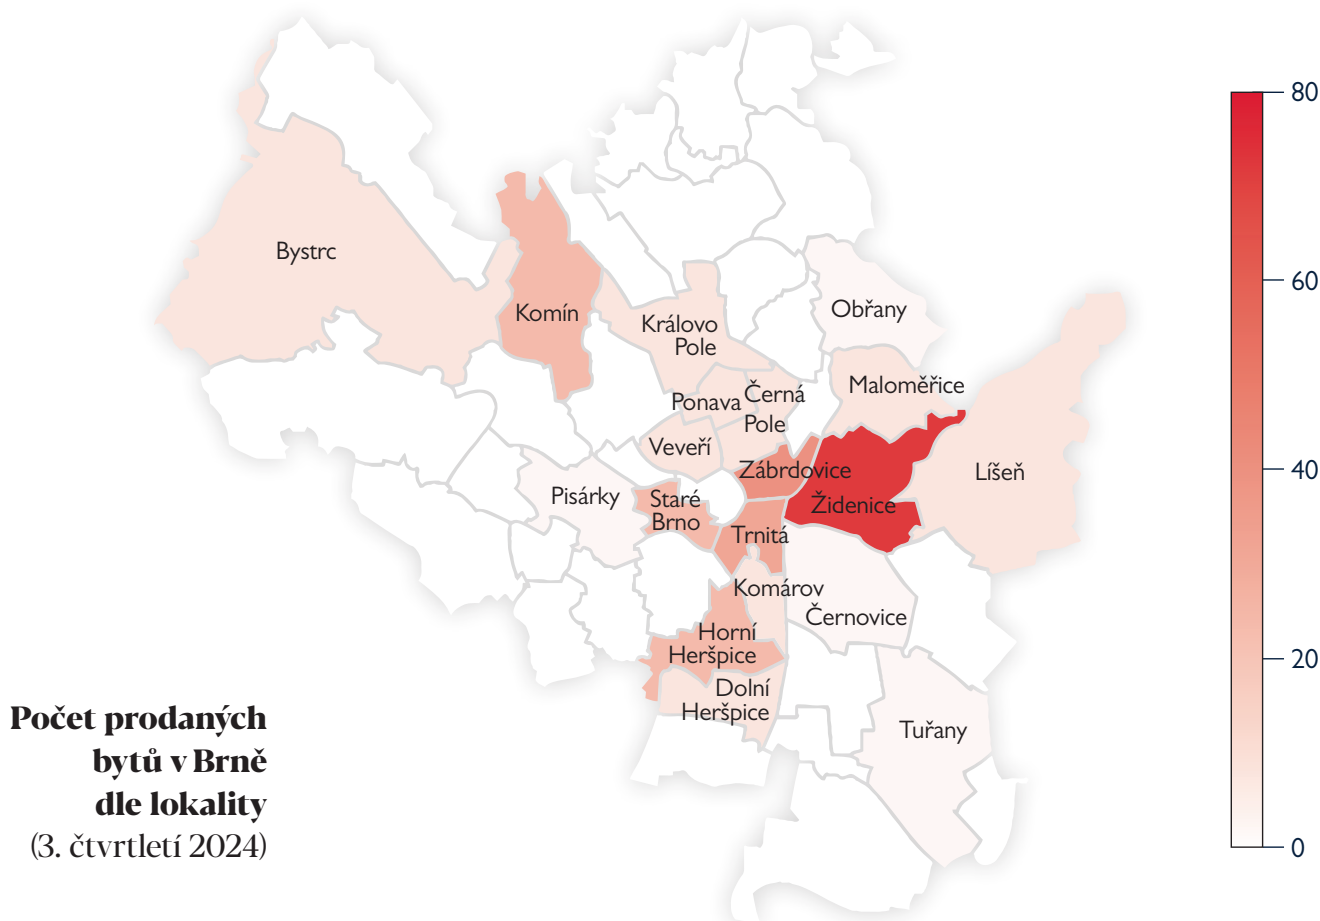 80
Bystrc
60
Obřany
Komín
Královo
Pole
Maloměřice
Černá
Ponava
Pole
Veveří
40
Zábrdovice
Líšeň
Pisárky
Staré
Brno
Židenice
Trnitá
Komárov
Černovice
Horní
Heršpice
20
Dolní
Heršpice
Tuřany
0
Počet prodaných
bytů v Brně
dle lokality
(3. čtvrtletí 2024)